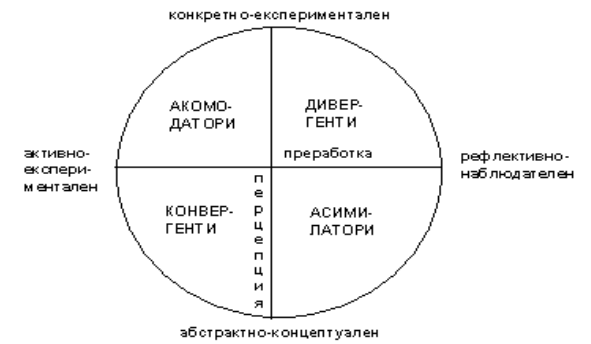 конкретно-експериментален
АКОМО-
ДАТОРИ
ДИВЕР-
ГЕНТИ
преработка
активно-
експери-
ментален
рефлективно-
наблюдателен
перцепция
КОНВЕР-
ГЕНТИ
АСИМИ-
ЛАТОРИ
абстрактно-концептуален